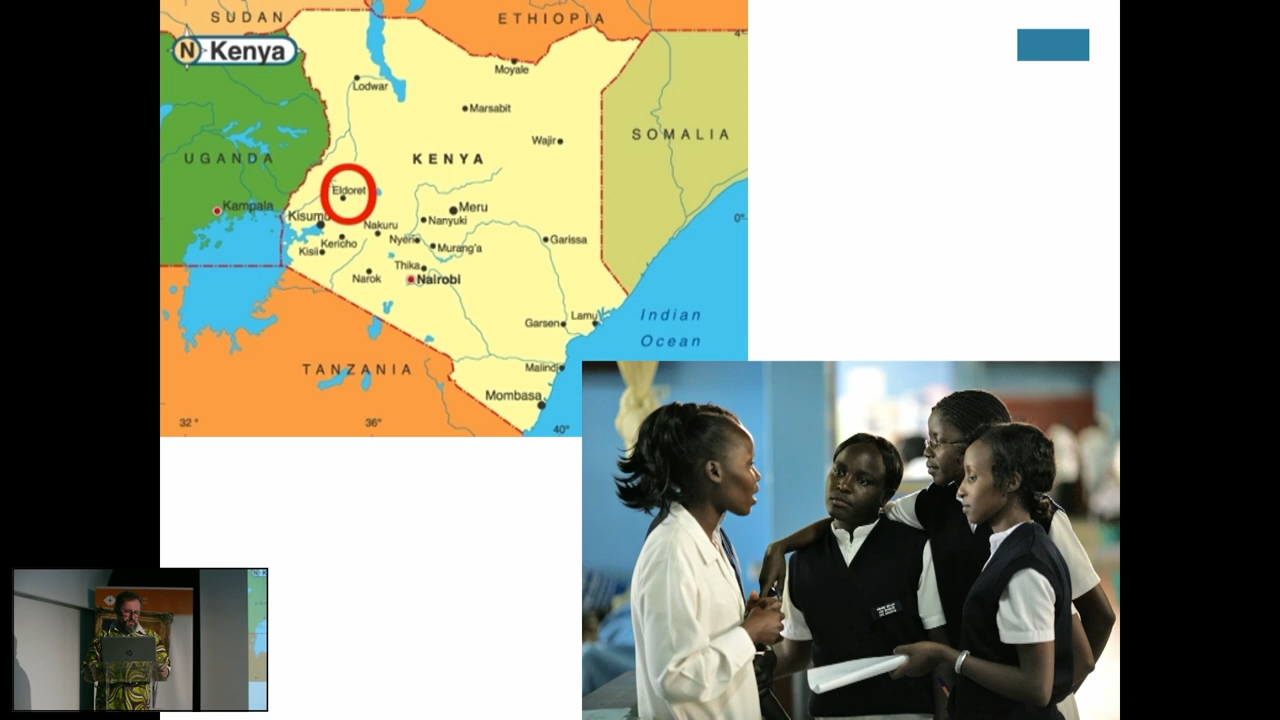 SUDAN
ETHIOPIA
N Kenya
4°
Moyale
Lodwar
Marsabit
Wajir
SOMALIA
UGANDA
KENYA
Eldoret
Kampala
Kisumu
Meru
Nanyuki
0°
Nakuru
Nyeri
Garissa
Kericho
Kisii
Murang'a
Thika
Narok
Nairobi
Garsen
Lamu
Indian
Ocean
TANZANIA
Malindi
Mombasa
32°
36°
40°